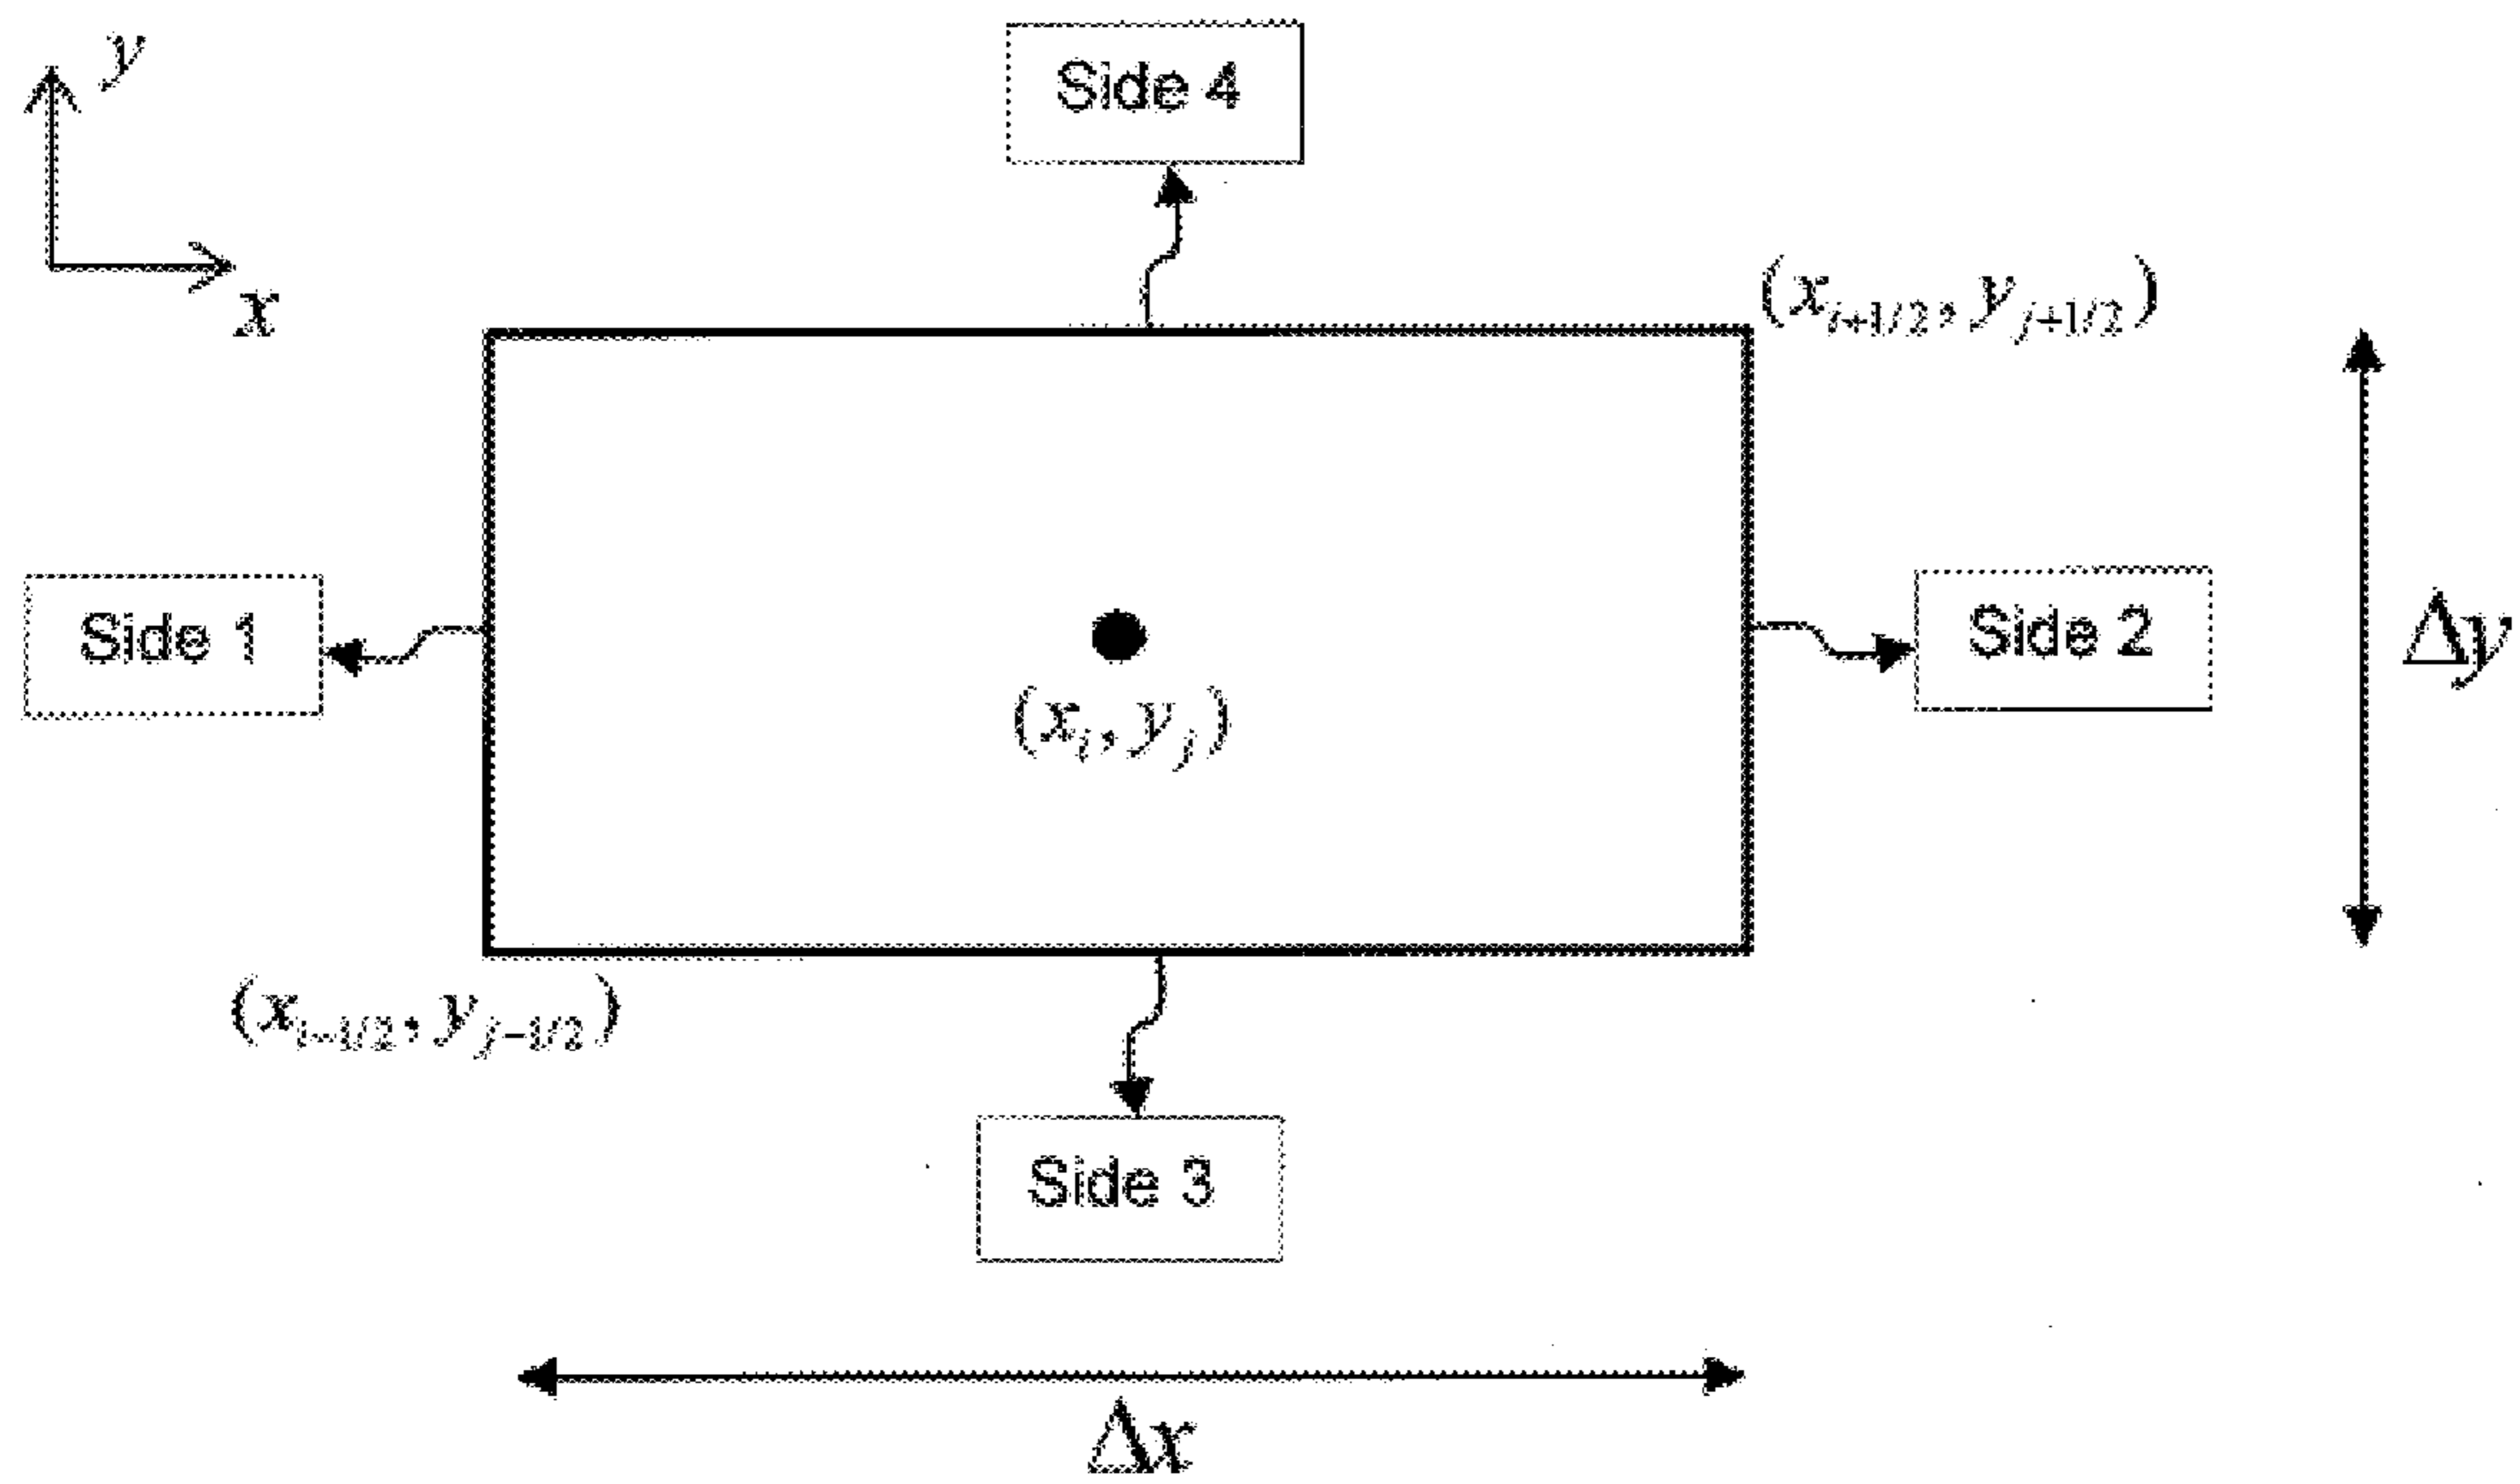 y
Side 4
x
(x_{i+1/2}, y_{j+1/2})
Side 1
Side 2
Δy
(x_i, y_j)
(x_{i-1/2}, y_{j-1/2})
Side 3
Δx